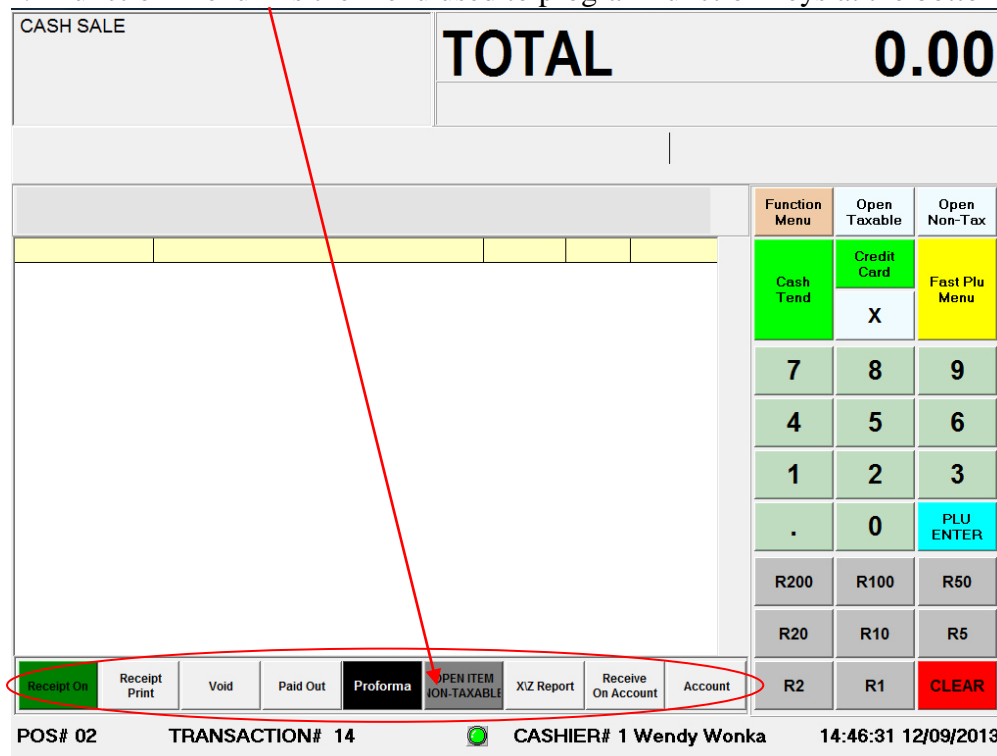 CASH SALE
TOTAL 0.00
Function Menu
Open Taxable
Open Non-Tax
Cash Tend
Credit Card
Fast Plu Menu
X
7 8 9
4 5 6
1 2 3
. 0 PLU ENTER
R200 R100 R50
R20 R10 R5
R2 R1 CLEAR
Receipt On
Receipt Print
Void
Paid Out
Proforma
OPEN ITEM
NON-TAXABLE
X\Z Report
Receive On Account
Account
POS# 02 TRANSACTION# 14 CASHIER# 1 Wendy Wonka 14:46:31 12/09/2013